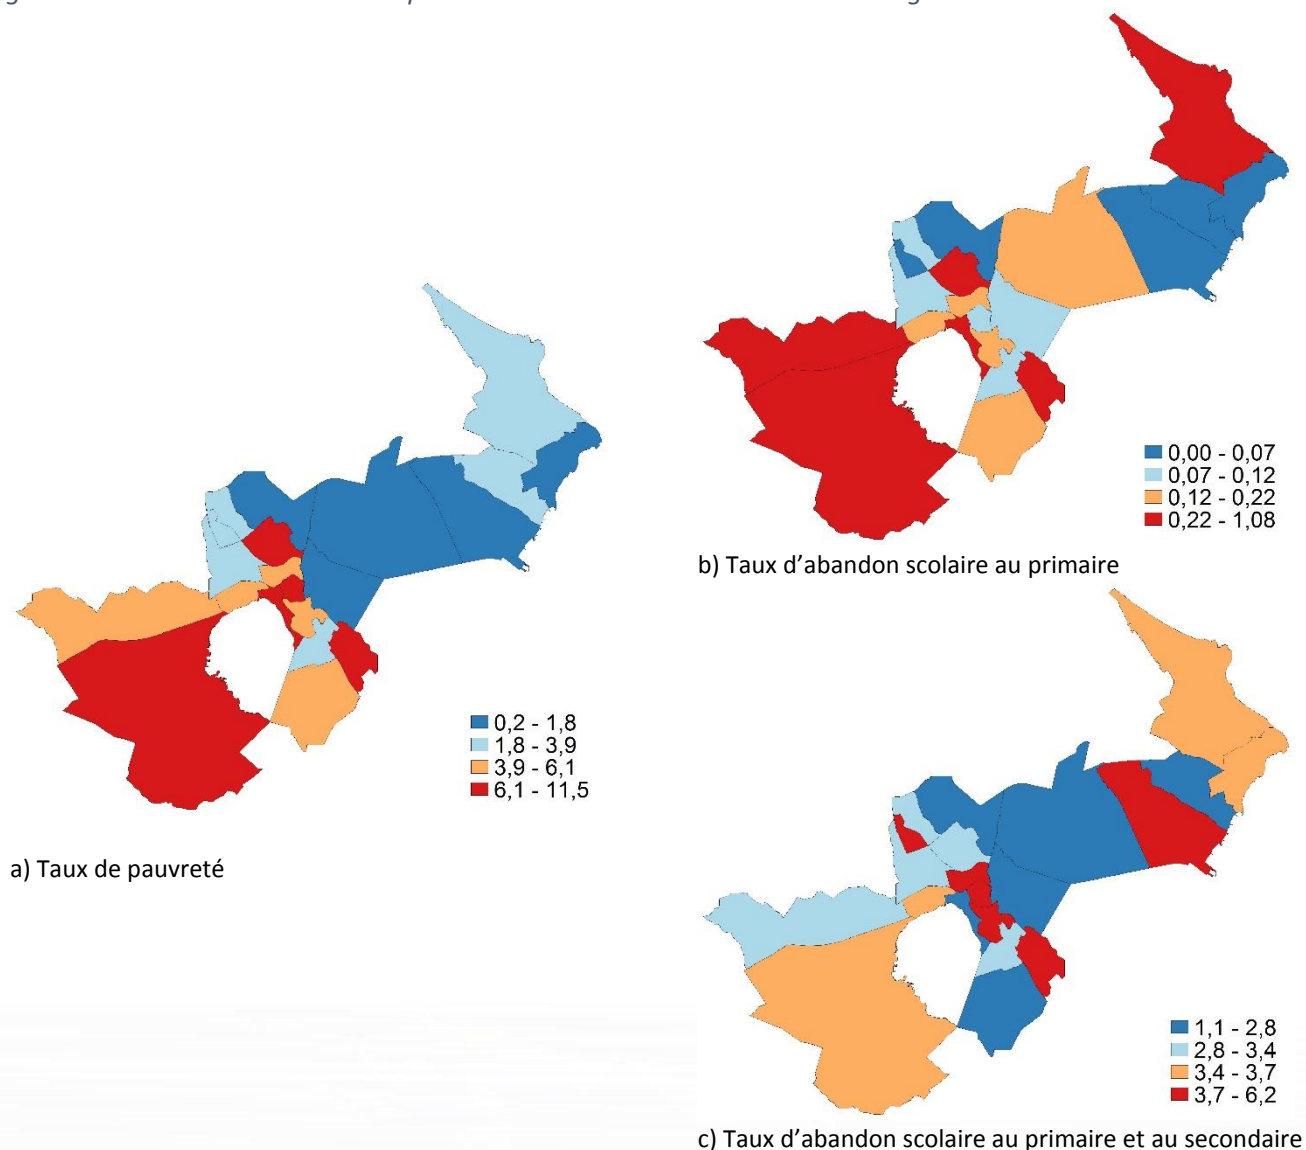 0,00 - 0,07
0,07 - 0,12
0,12 - 0,22
0,22 - 1,08
b) Taux d’abandon scolaire au primaire
0,2 - 1,8
1,8 - 3,9
3,9 - 6,1
6,1 - 11,5
a) Taux de pauvreté
1,1 - 2,8
2,8 - 3,4
3,4 - 3,7
3,7 - 6,2
c) Taux d’abandon scolaire au primaire et au secondaire